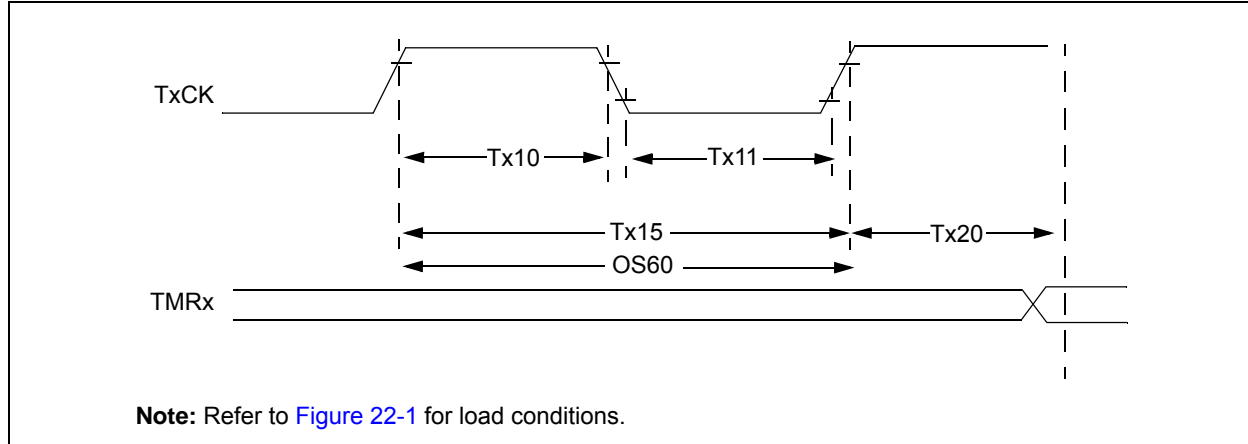 TxCK
Tx10
Tx11
Tx15
Tx20
OS60
TMRx
Note: Refer to Figure 22-1 for load conditions.